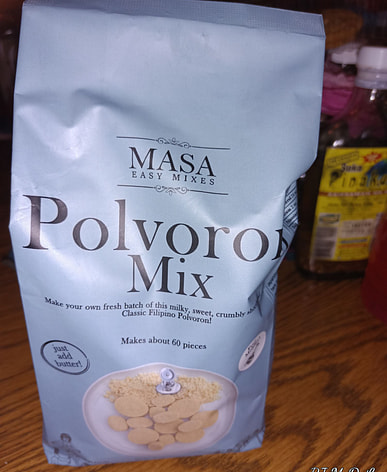 MASA
EASY MIXES
Polvoron
Mix
Make your own fresh batch of this milky, sweet, crumbly
Classic Filipino Polvoron!
Makes about 60 pieces
just
add
butter!